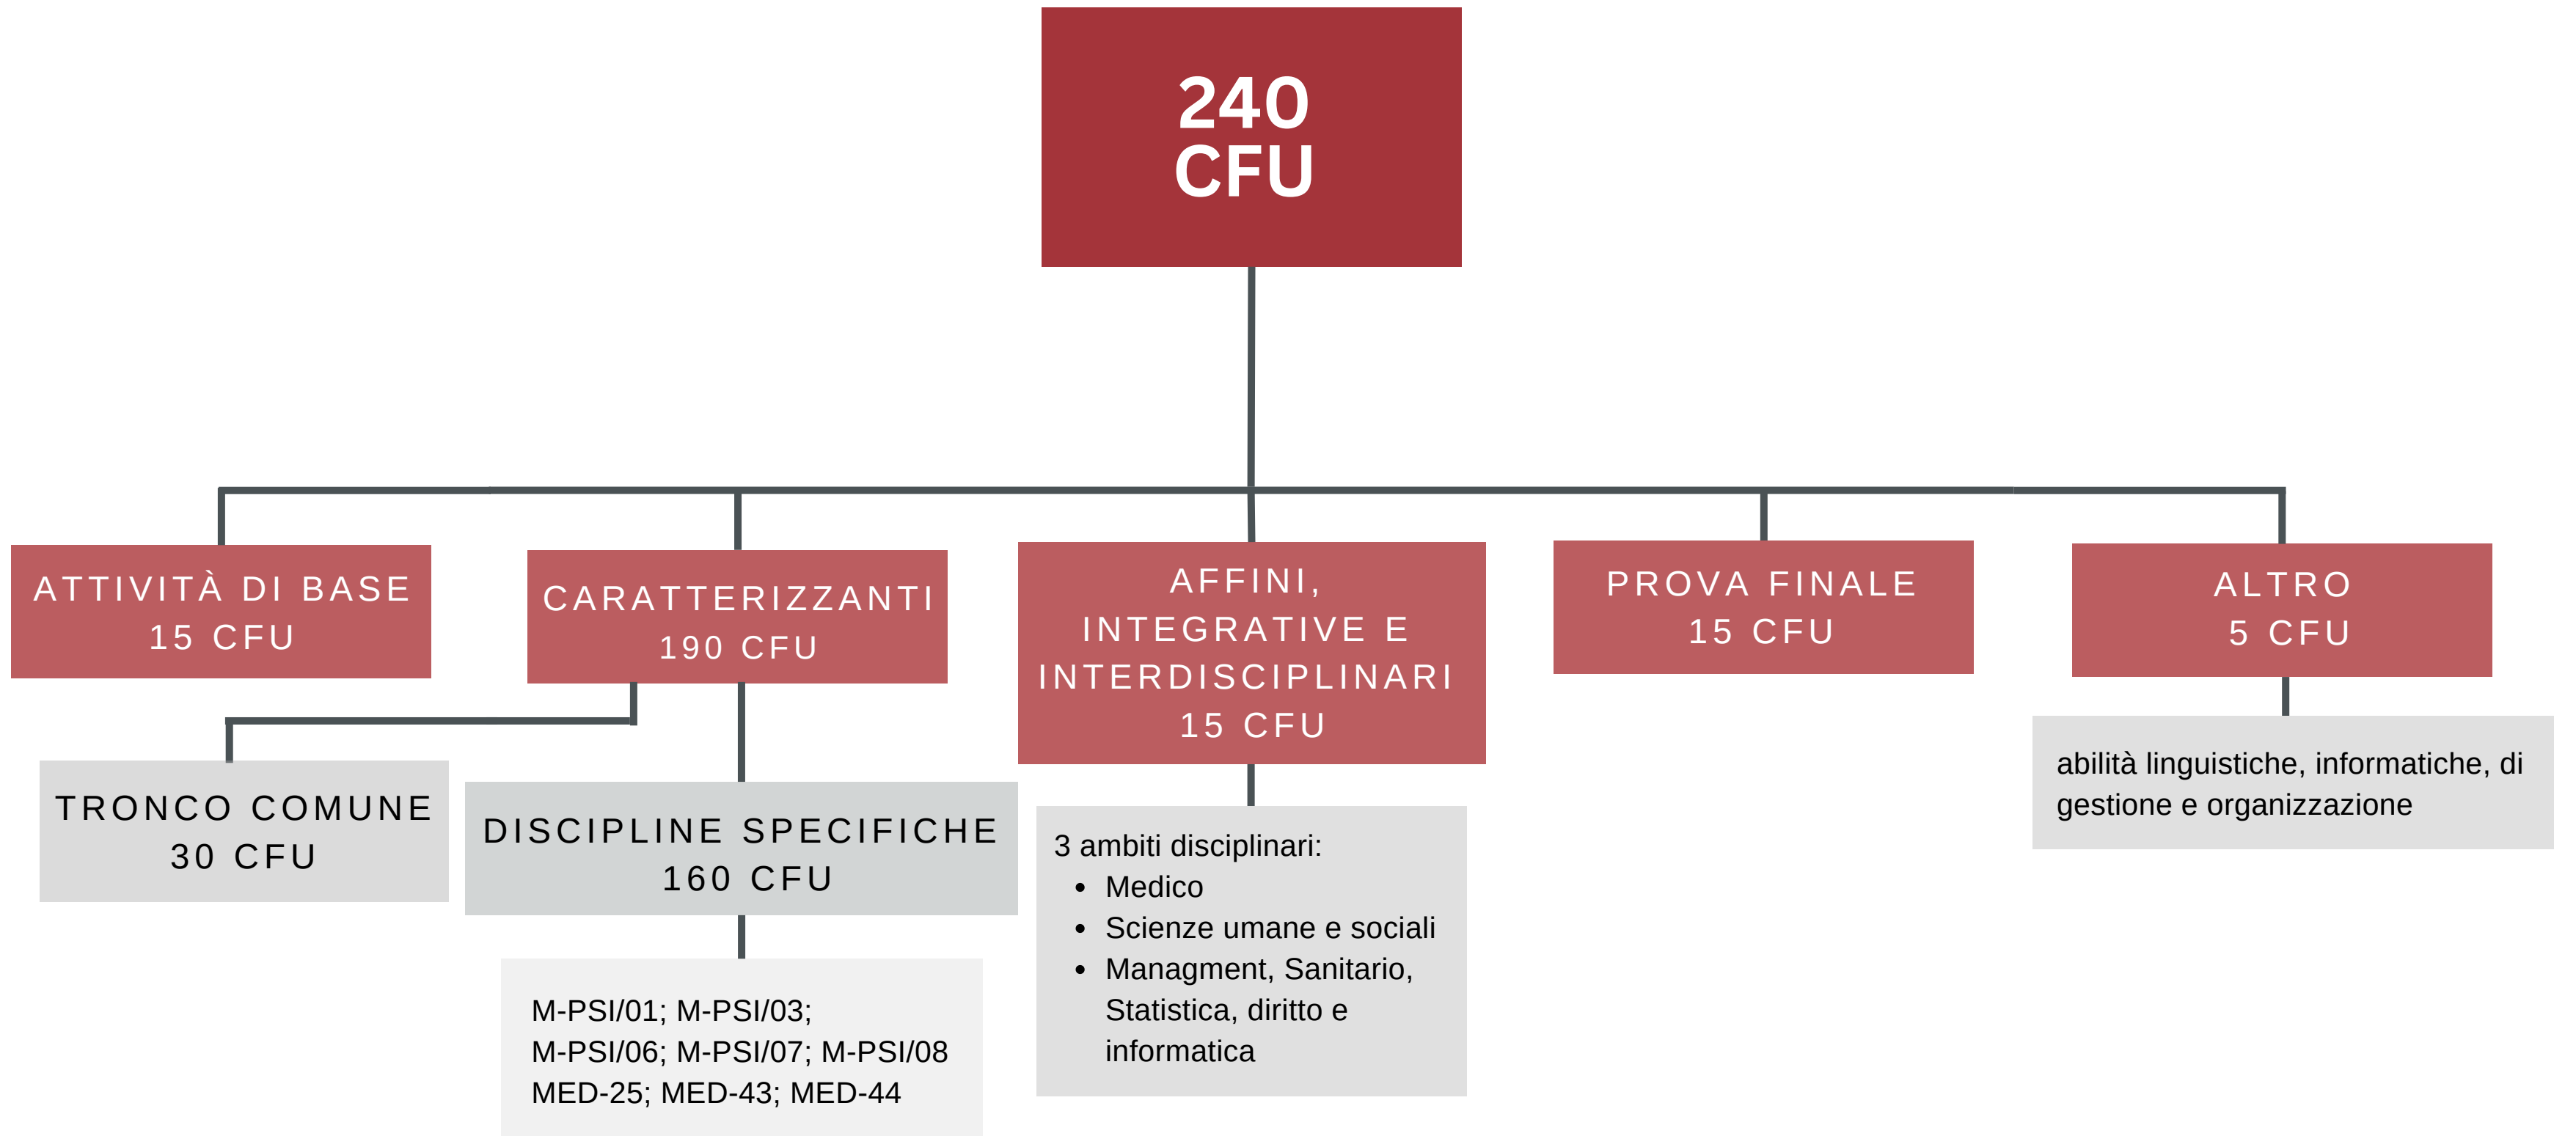 240
CFU
ATTIVITÀ DI BASE
15 CFU
CARATTERIZZANTI
190 CFU
AFFINI,
INTEGRATIVE E
INTERDISCIPLINARI
15 CFU
PROVA FINALE
15 CFU
ALTRO
5 CFU
TRONCO COMUNE
30 CFU
DISCIPLINE SPECIFICHE
160 CFU
M-PSI/01; M-PSI/03;
M-PSI/06; M-PSI/07; M-PSI/08
MED-25; MED-43; MED-44
3 ambiti disciplinari:
• Medico
• Scienze umane e sociali
• Managment, Sanitario,
Statistica, diritto e
informatica
abilità linguistiche, informatiche, di
gestione e organizzazione